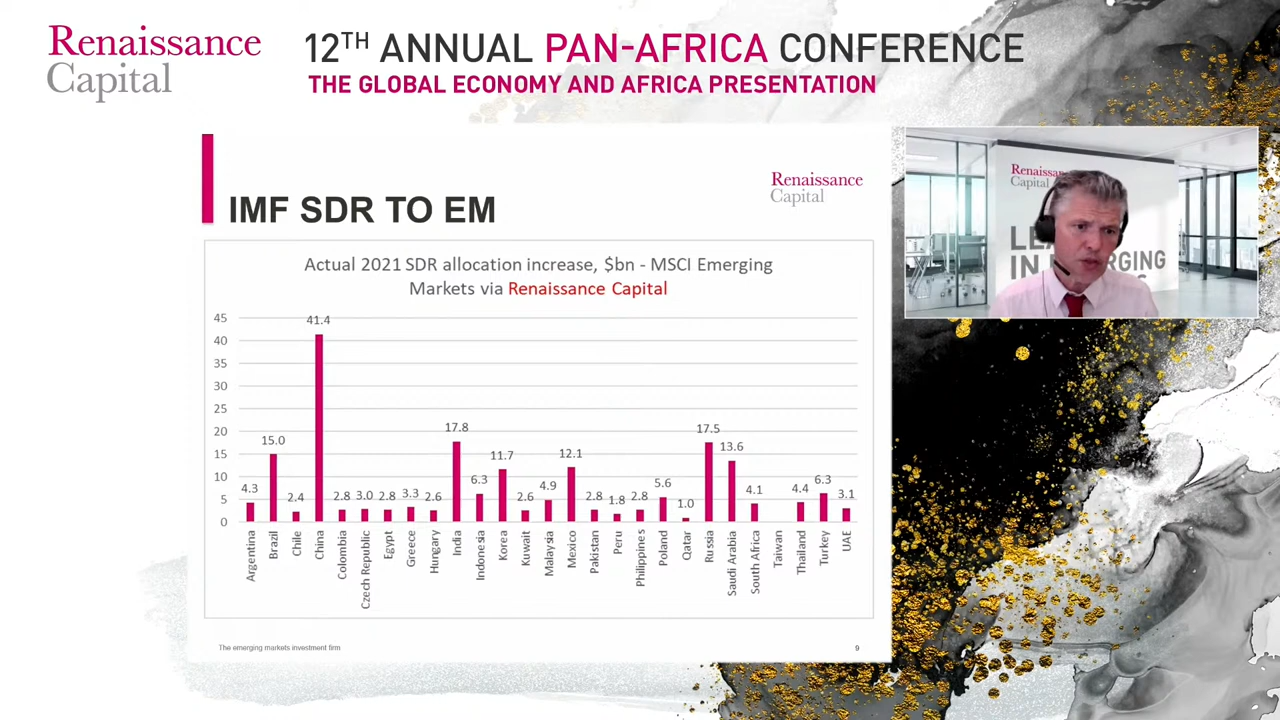 Renaissance
Capital
12TH ANNUAL PAN-AFRICA CONFERENCE
THE GLOBAL ECONOMY AND AFRICA PRESENTATION
Renaissance
Capital
IMF SDR TO EM
Actual 2021 SDR allocation increase, $bn - MSCI Emerging
Markets via Renaissance Capital
45
40
35
30
25
20
15
10
5
0
4.3
15.0
2.4
41.4
2.8
3.0
2.8
3.3
2.6
17.8
6.3
11.7
2.6
4.9
12.1
2.8
1.8
2.8
5.6
1.0
17.5
13.6
4.1
4.4
6.3
3.1
Argentina
Brazil
Chile
China
Colombia
Czech Republic
Egypt
Greece
Hungary
India
Indonesia
Korea
Kuwait
Malaysia
Mexico
Pakistan
Peru
Philippines
Poland
Qatar
Russia
Saudi Arabia
South Africa
Taiwan
Thailand
Turkey
UAE
The emerging markets investment firm
9
Capital